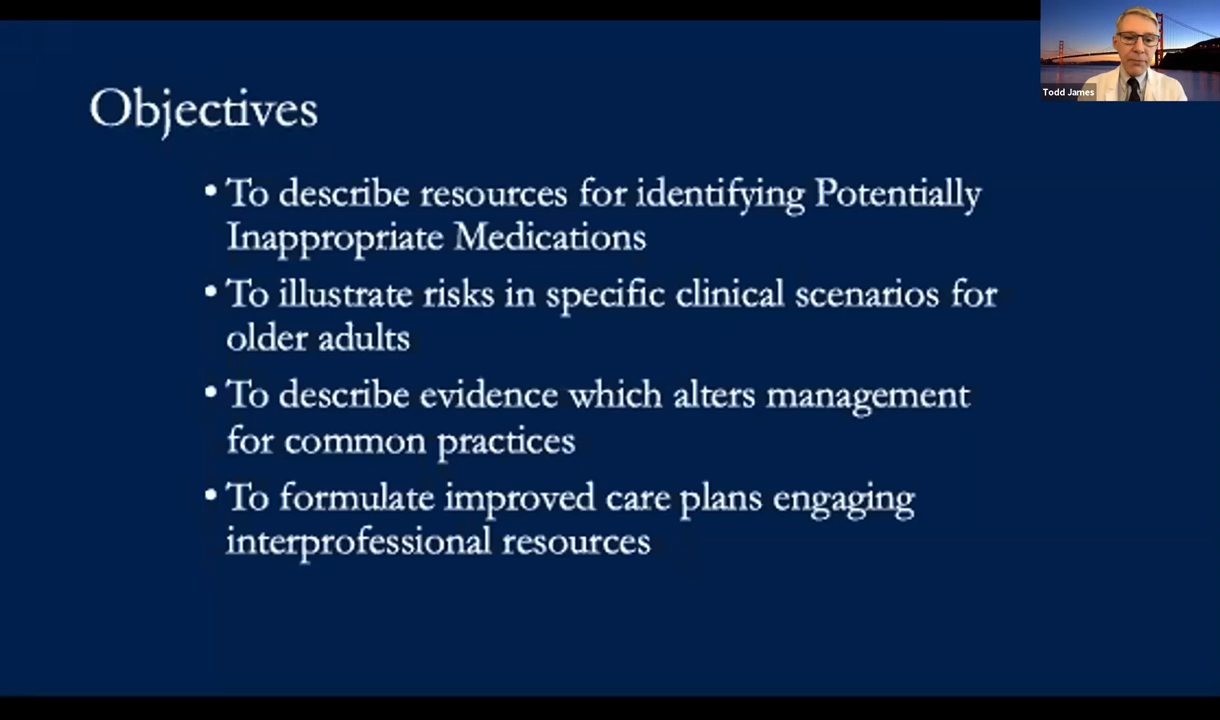 Objectives
• To describe resources for identifying Potentially
Inappropriate Medications
• To illustrate risks in specific clinical scenarios for
older adults
• To describe evidence which alters management
for common practices
• To formulate improved care plans engaging
interprofessional resources
Todd James